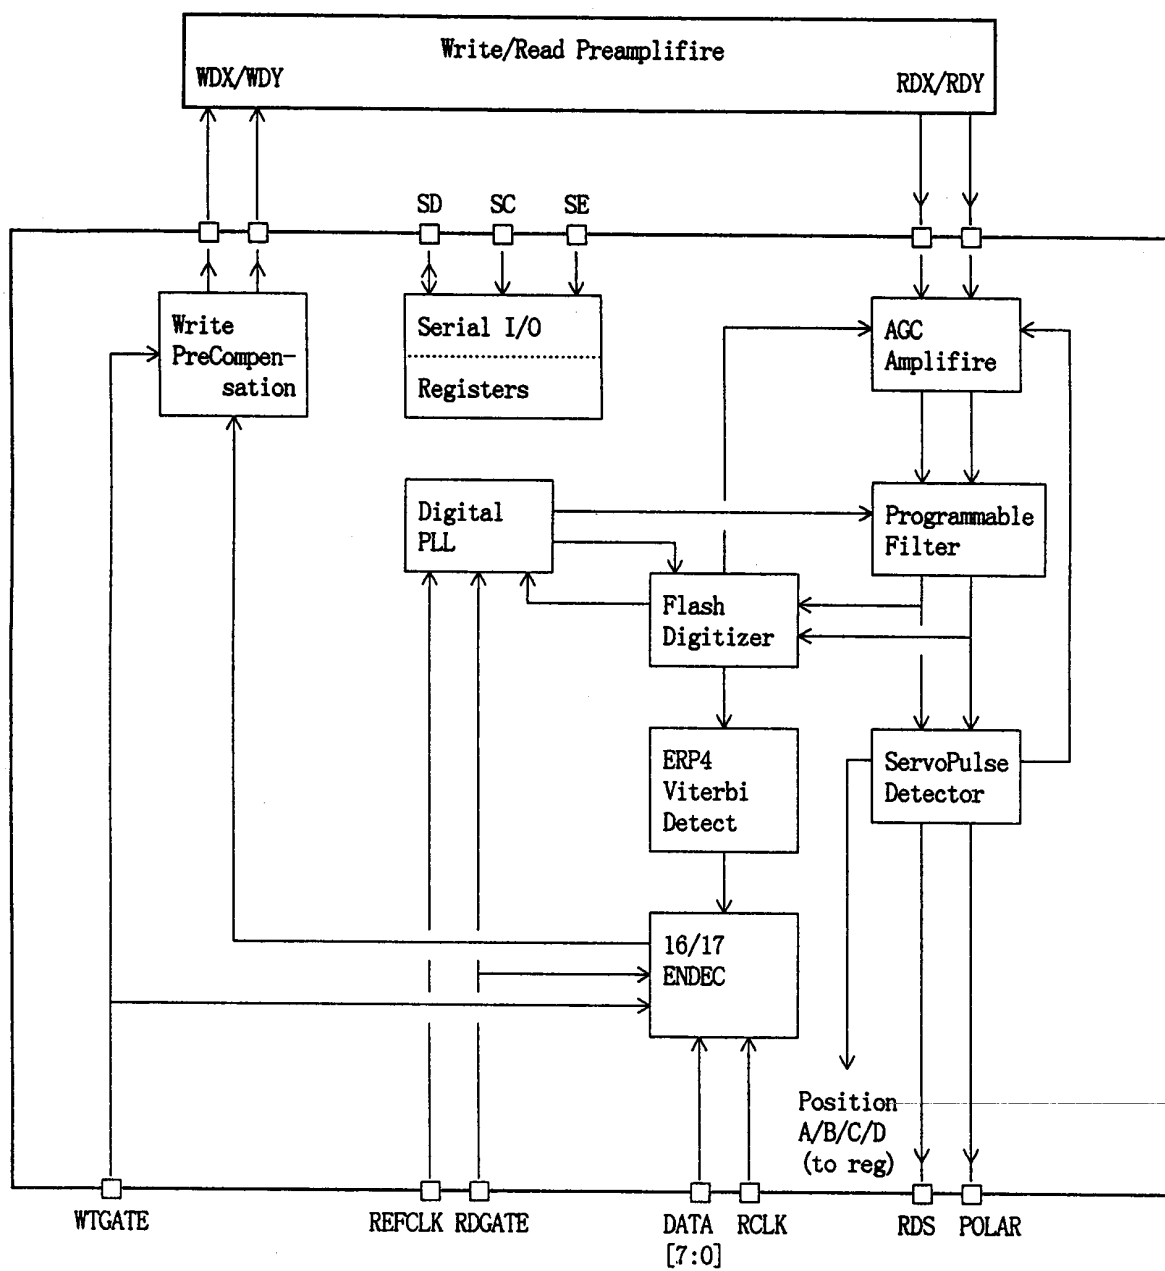 Write/Read Preamplifire
WDX/WDY
RDX/RDY
SD
SC
SE
Write
PreCompen-
sation
Serial I/O
Registers
AGC
Amplifire
Digital
PLL
Programmable
Filter
Flash
Digitizer
ERP4
Viterbi
Detect
ServoPulse
Detector
16/17
ENDEC
Position
A/B/C/D
(to reg)
WTGATE
REFCLK
RDGATE
DATA
[7:0]
RCLK
RDS
POLAR